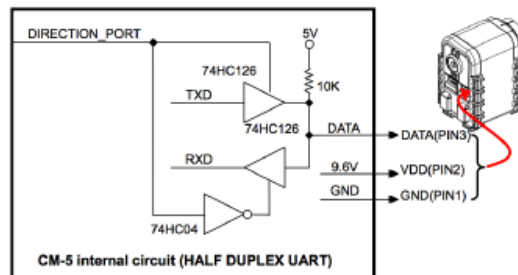 DIRECTION_PORT
5V
74HC126
10K
TXD
74HC126
DATA
DATA(PIN3)
RXD
9.6V
VDD(PIN2)
GND
GND(PIN1)
74HC04
CM-5 internal circuit (HALF DUPLEX UART)